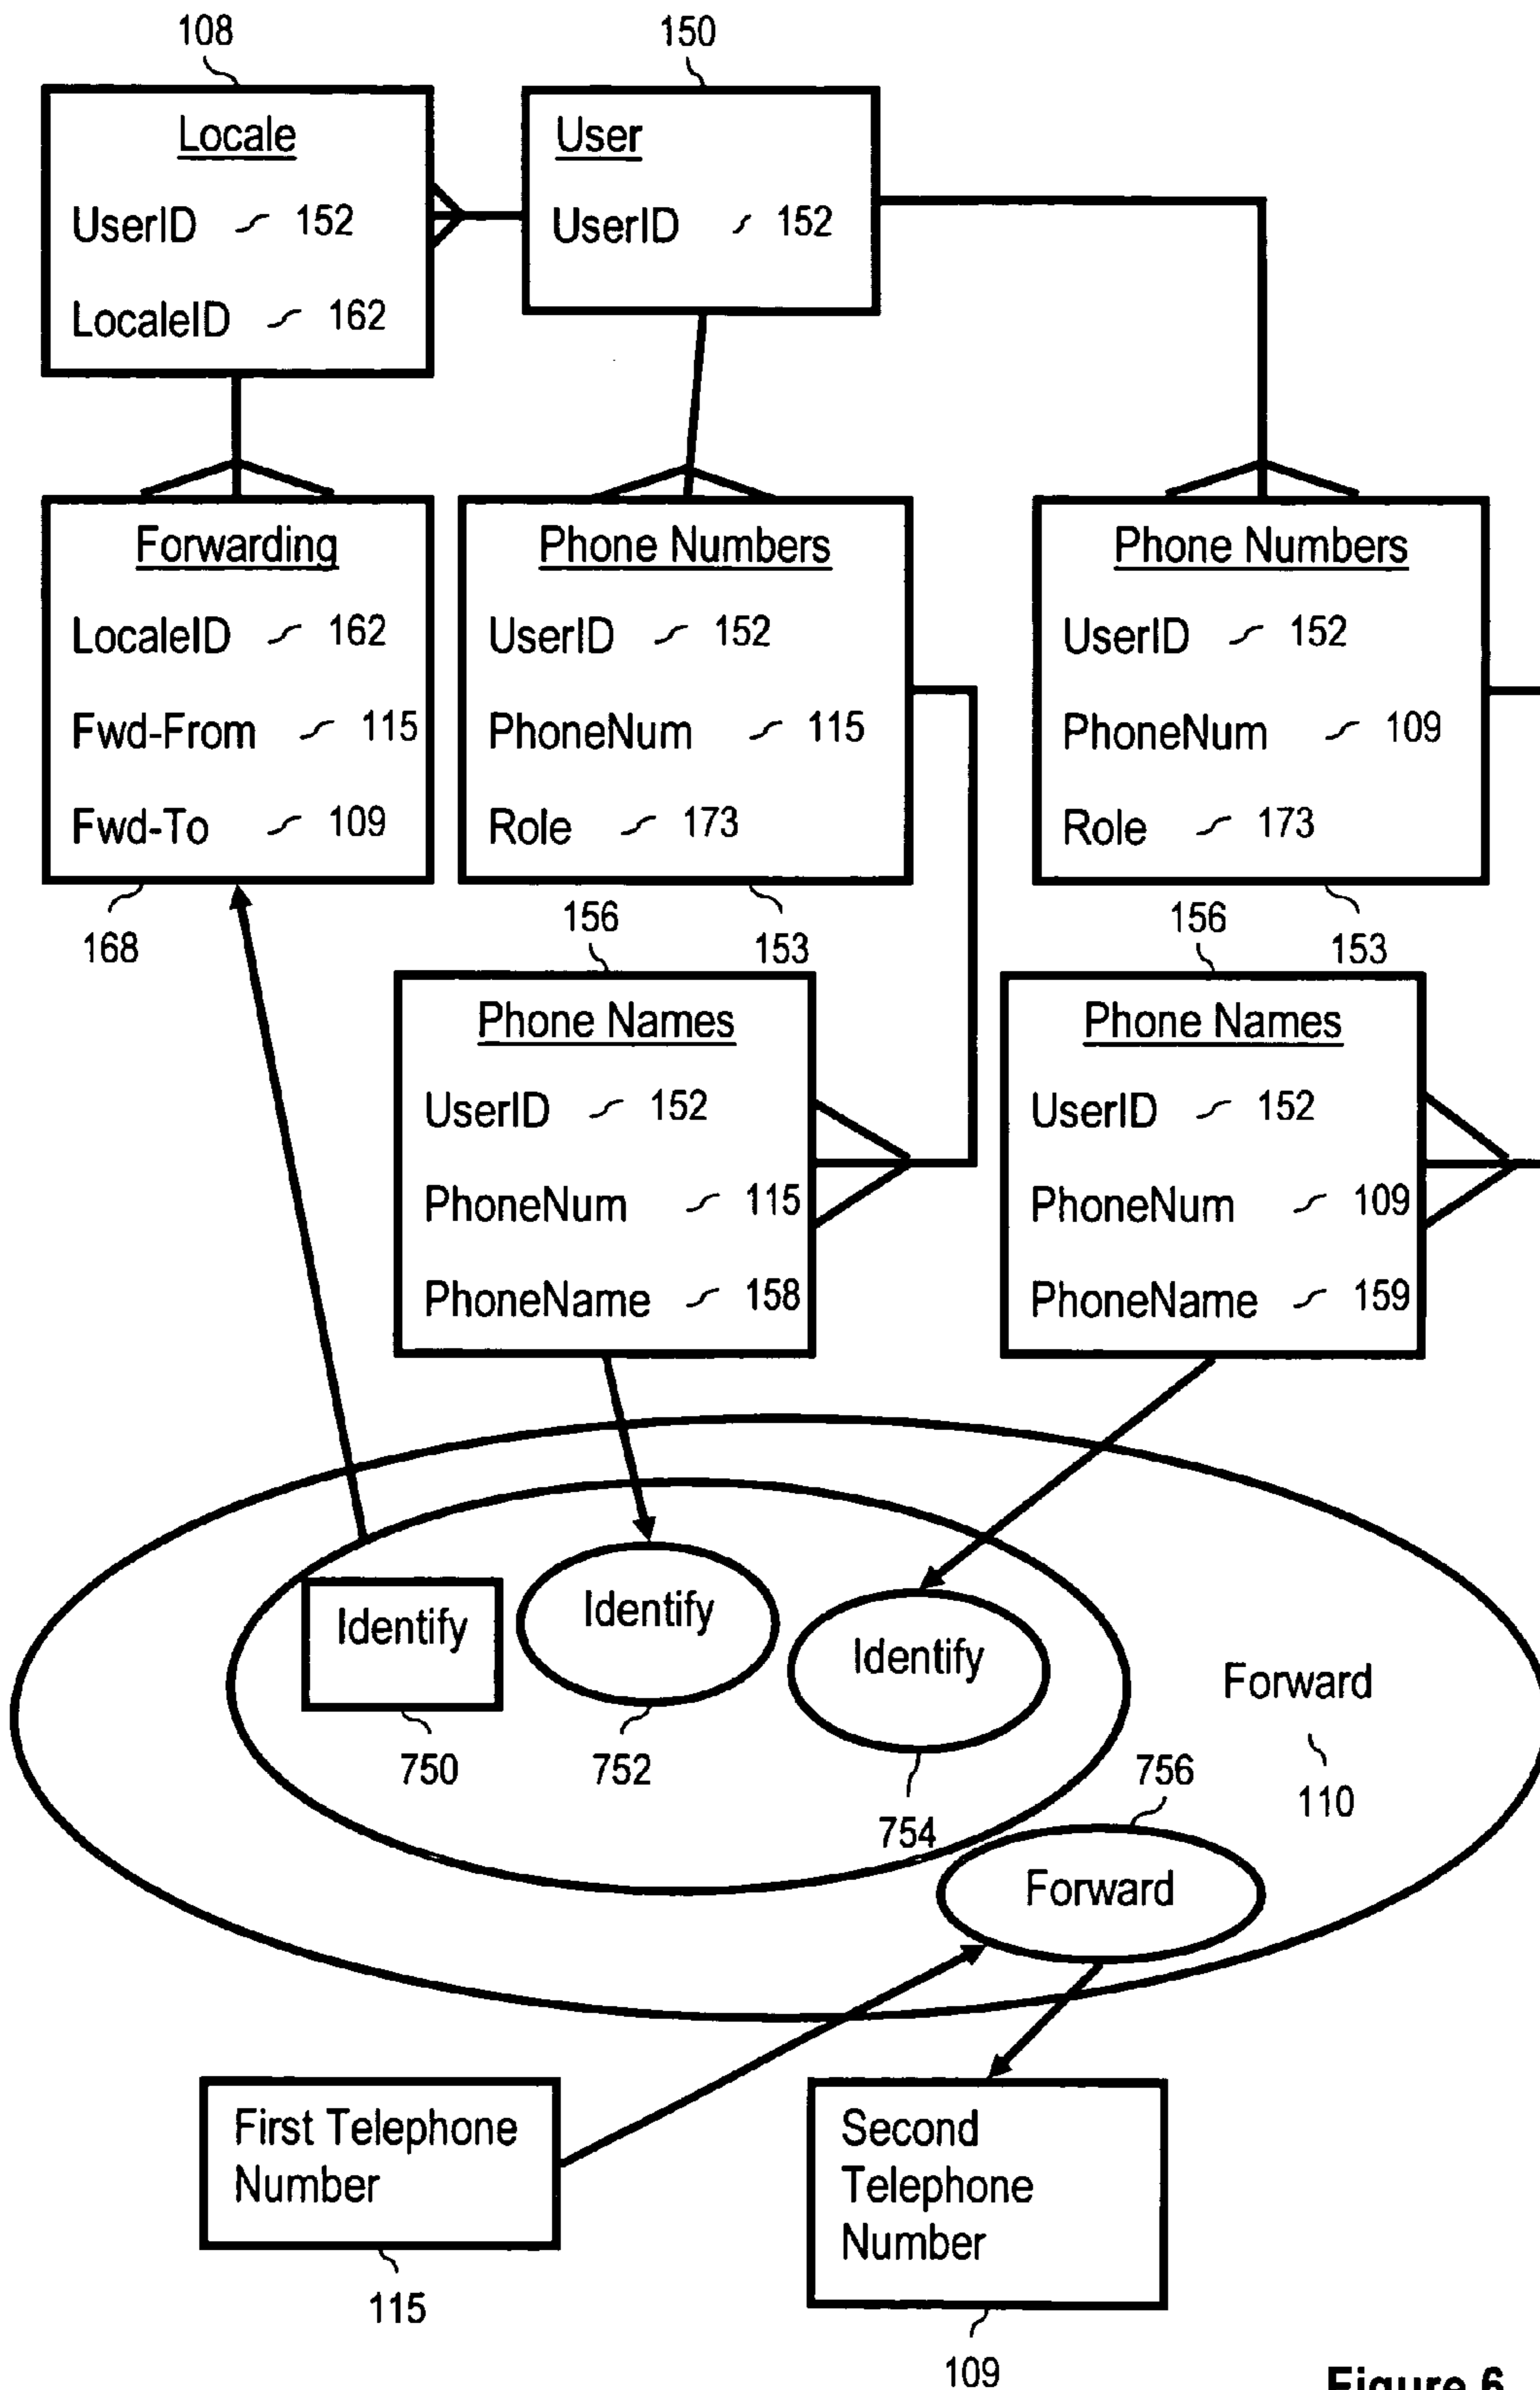 108
150
Locale
UserID 152
LocaleID 162
User
UserID 152
Forwarding
LocaleID 162
Fwd-From 115
Fwd-To 109
168
Phone Numbers
UserID 152
PhoneNum 115
Role 173
153
Phone Numbers
UserID 152
PhoneNum 109
Role 173
153
156
Phone Names
UserID 152
PhoneNum 115
PhoneName 158
156
Phone Names
UserID 152
PhoneNum 109
PhoneName 159
Identify
750
Identify
752
Identify
754
Forward
110
756
Forward
First Telephone
Number
115
Second
Telephone
Number
109
Figure 6